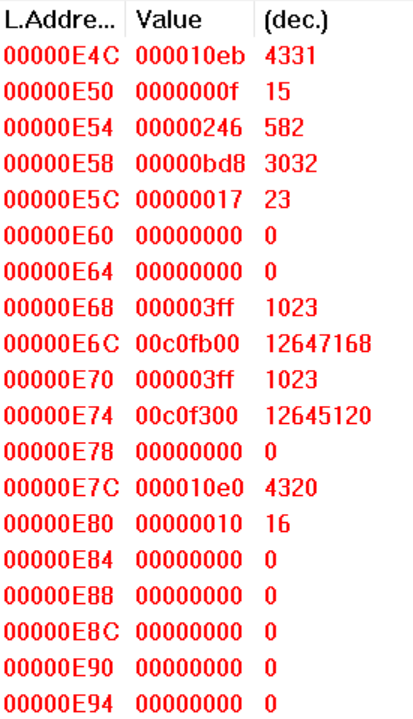 L.Addre... Value (dec.)
00000E4C 000010eb 4331
00000E50 0000000f 15
00000E54 00000246 582
00000E58 00000bd8 3032
00000E5C 00000017 23
00000E60 00000000 0
00000E64 00000000 0
00000E68 000003ff 1023
00000E6C 00c0fb00 12647168
00000E70 000003ff 1023
00000E74 00c0f300 12645120
00000E78 00000000 0
00000E7C 000010e0 4320
00000E80 00000010 16
00000E84 00000000 0
00000E88 00000000 0
00000E8C 00000000 0
00000E90 00000000 0
00000E94 00000000 0